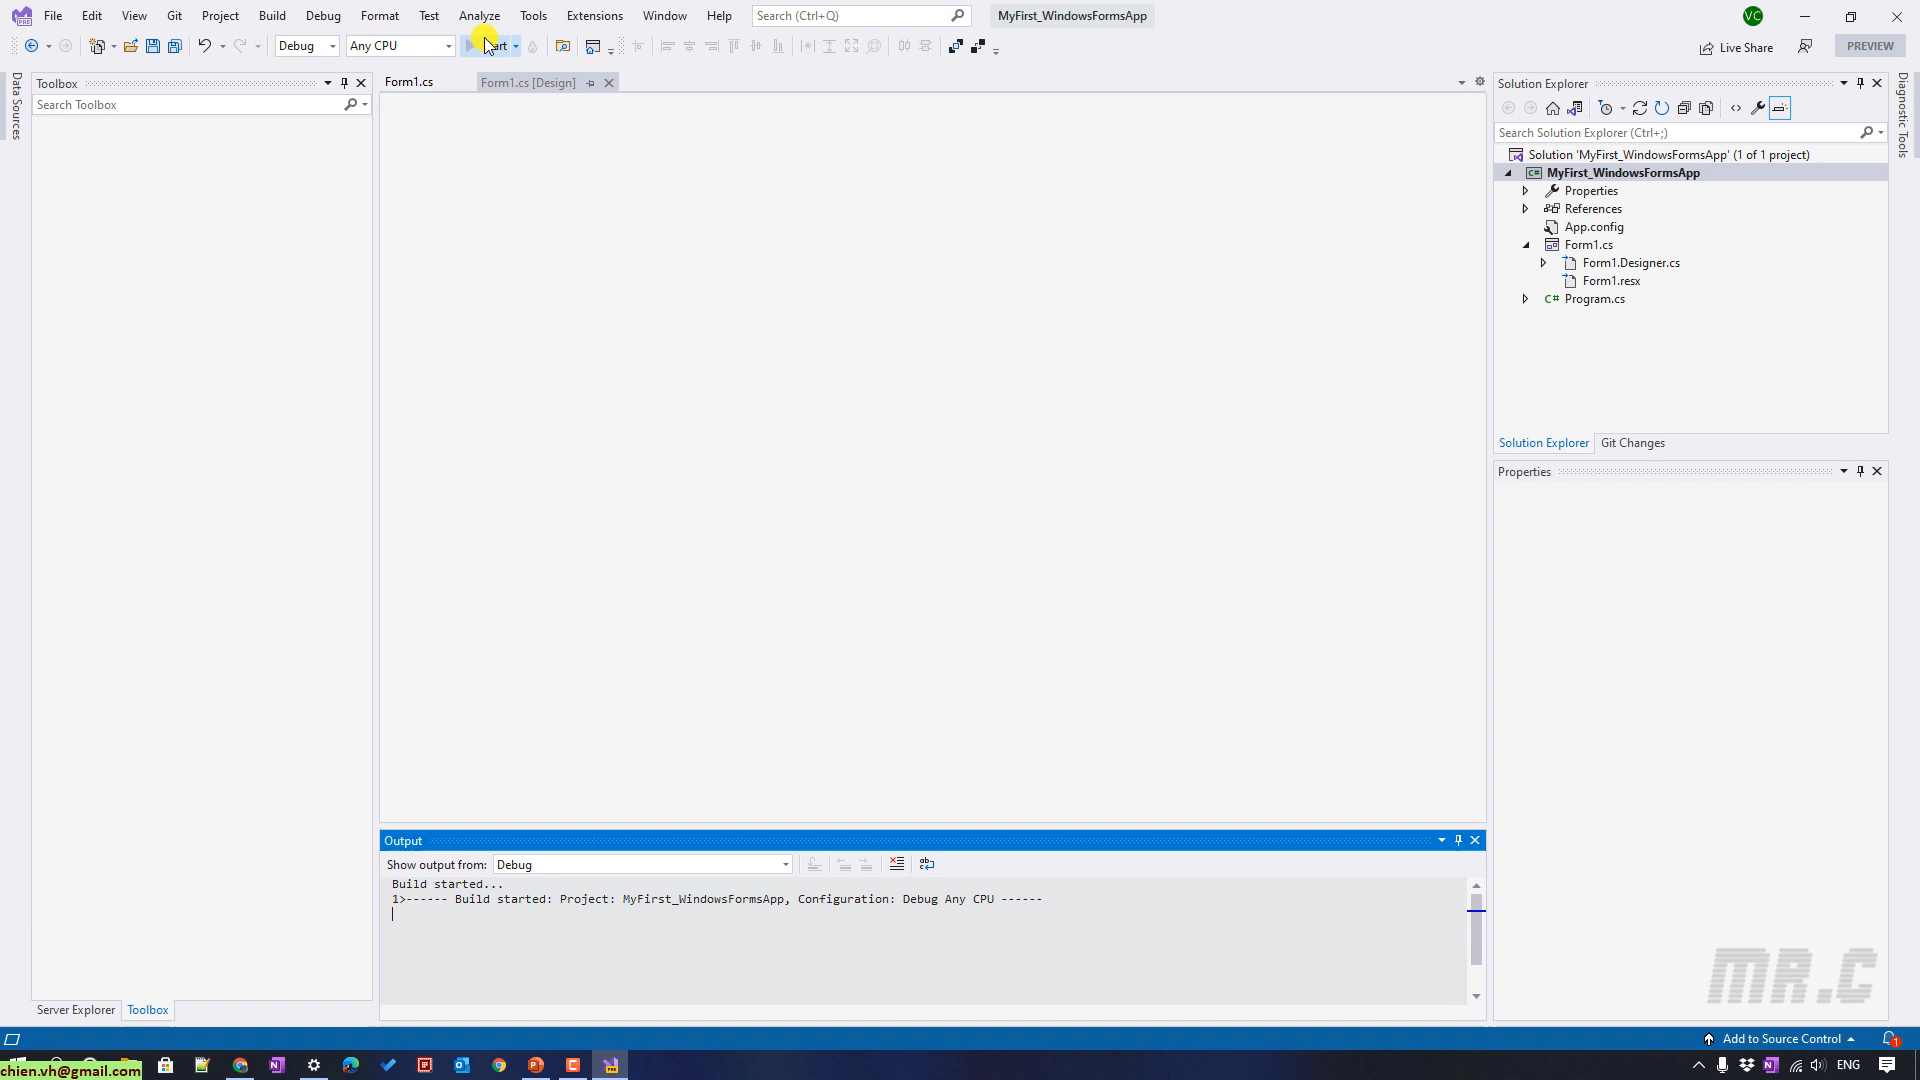 File Edit View Git Project Build Debug Format Test Analyze Tools Extensions Window Help Search (Ctrl+Q) MyFirst_WindowsFormsApp VC
Debug Any CPU Live Share PREVIEW
Data Sources
Toolbox
Search Toolbox
Form1.cs Form1.cs [Design]
Solution Explorer
Search Solution Explorer (Ctrl+;)
Solution 'MyFirst_WindowsFormsApp' (1 of 1 project)
C# MyFirst_WindowsFormsApp
Properties
References
App.config
Form1.cs
Form1.Designer.cs
Form1.resx
C# Program.cs
Solution Explorer Git Changes
Diagnostic Tools
Properties
Output
Show output from: Debug
Build started...
1>------ Build started: Project: MyFirst_WindowsFormsApp, Configuration: Debug Any CPU ------
MR.C
Server Explorer Toolbox
Add to Source Control 1
chien.vh@gmail.com
ENG